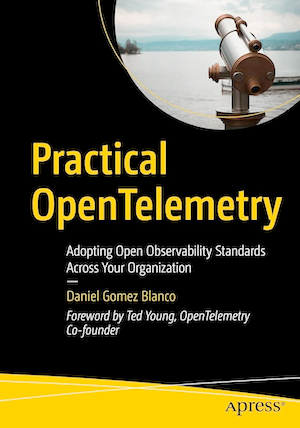 Practical
OpenTelemetry
Adopting Open Observability Standards
Across Your Organization
—
Daniel Gomez Blanco
Foreword by Ted Young, OpenTelemetry
Co-founder
Apress®